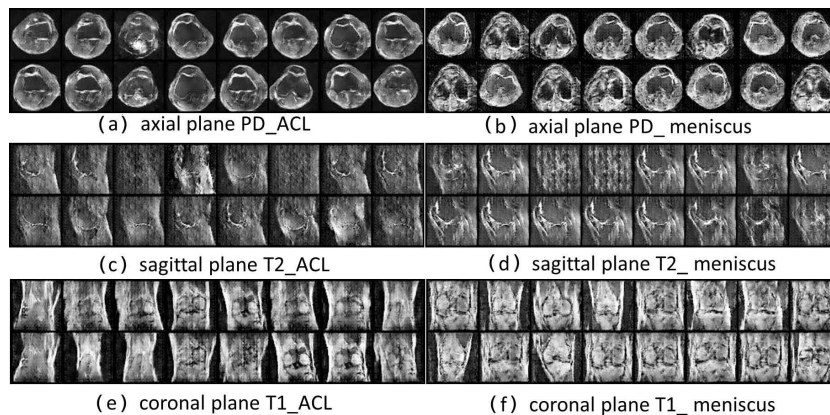 (a) axial plane PD_ACL
(b) axial plane PD_ meniscus
(c) sagittal plane T2_ACL
(d) sagittal plane T2_ meniscus
(e) coronal plane T1_ACL
(f) coronal plane T1_ meniscus